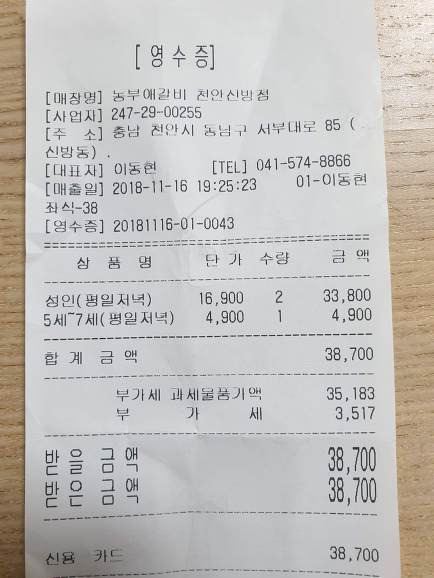 [ 영수증]
[매장명] 농부애갈비 천안신방점
[사업자] 247-29-00255
[주 소] 충남 천안시 동남구 서부대로 85 (
신방동) .
[대표자] 이동현 [TEL] 041-574-8866
[매출일] 2018-11-16 19:25:23 01-이동현
좌식-38
[영수증] 20181116-01-0043
상 품 명 단 가 수량 금 액
성인(평일저녁) 16,900 2 33,800
5세~7세(평일저녁) 4,900 1 4,900
합 계 금 액 38,700
부가세 과세물품가액 35,183
부 가 세 3,517
받을 금액 38,700
받은 금액 38,700
신용 카드 38,700